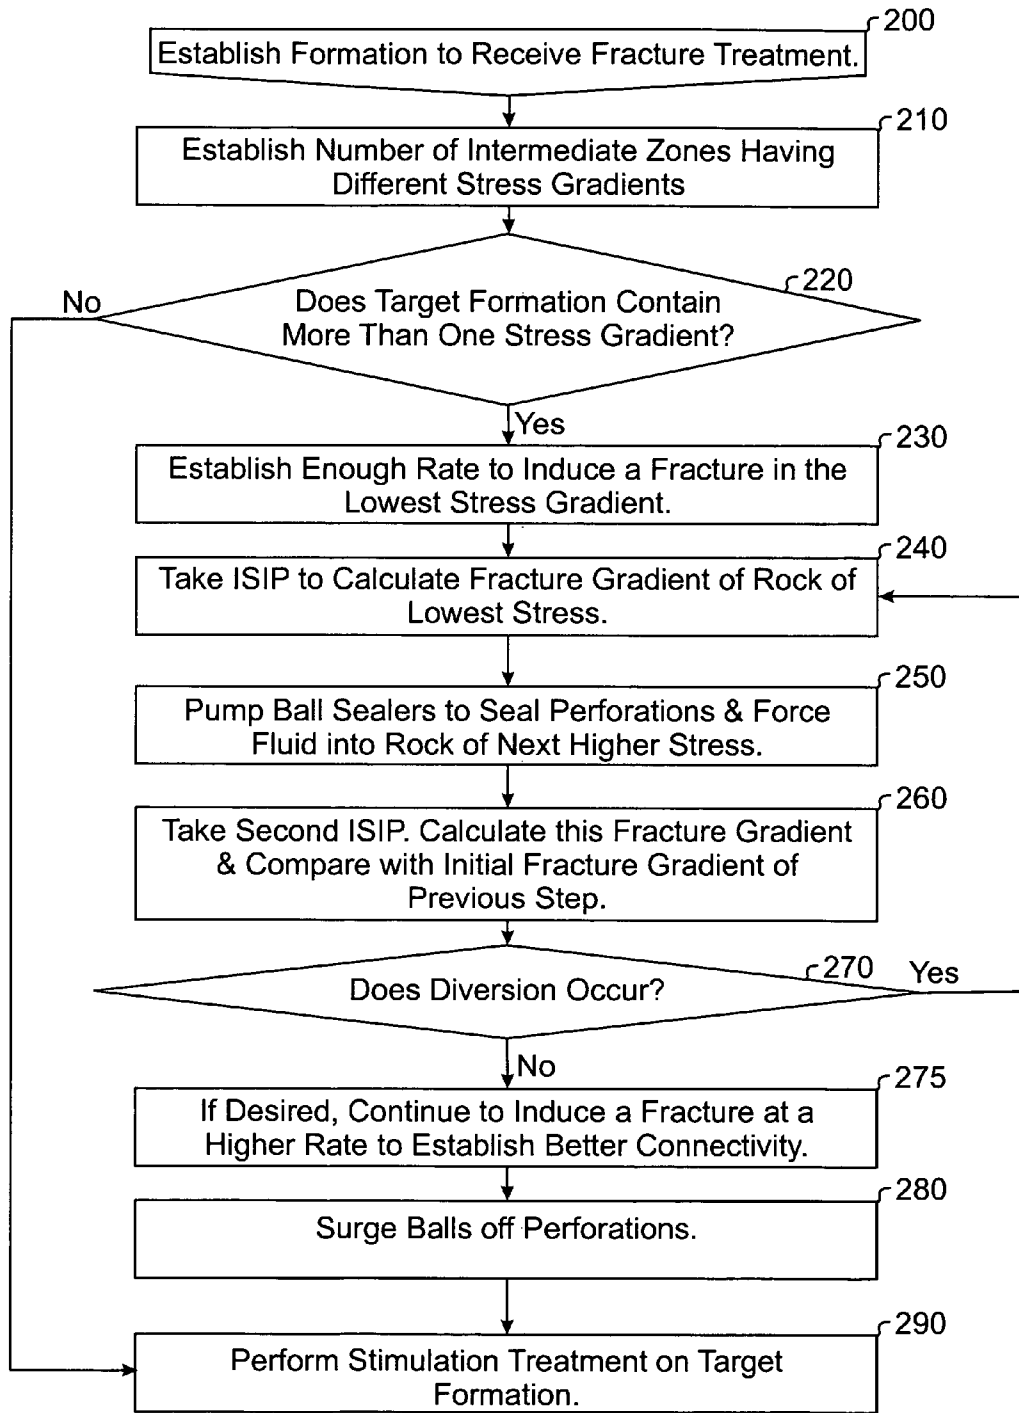 200
Establish Formation to Receive Fracture Treatment.
210
Establish Number of Intermediate Zones Having
Different Stress Gradients
220
No
Does Target Formation Contain
More Than One Stress Gradient?
Yes
230
Establish Enough Rate to Induce a Fracture in the
Lowest Stress Gradient.
240
Take ISIP to Calculate Fracture Gradient of Rock of
Lowest Stress.
250
Pump Ball Sealers to Seal Perforations & Force
Fluid into Rock of Next Higher Stress.
260
Take Second ISIP. Calculate this Fracture Gradient
& Compare with Initial Fracture Gradient of
Previous Step.
270
Yes
Does Diversion Occur?
No
275
If Desired, Continue to Induce a Fracture at a
Higher Rate to Establish Better Connectivity.
280
Surge Balls off Perforations.
290
Perform Stimulation Treatment on Target
Formation.